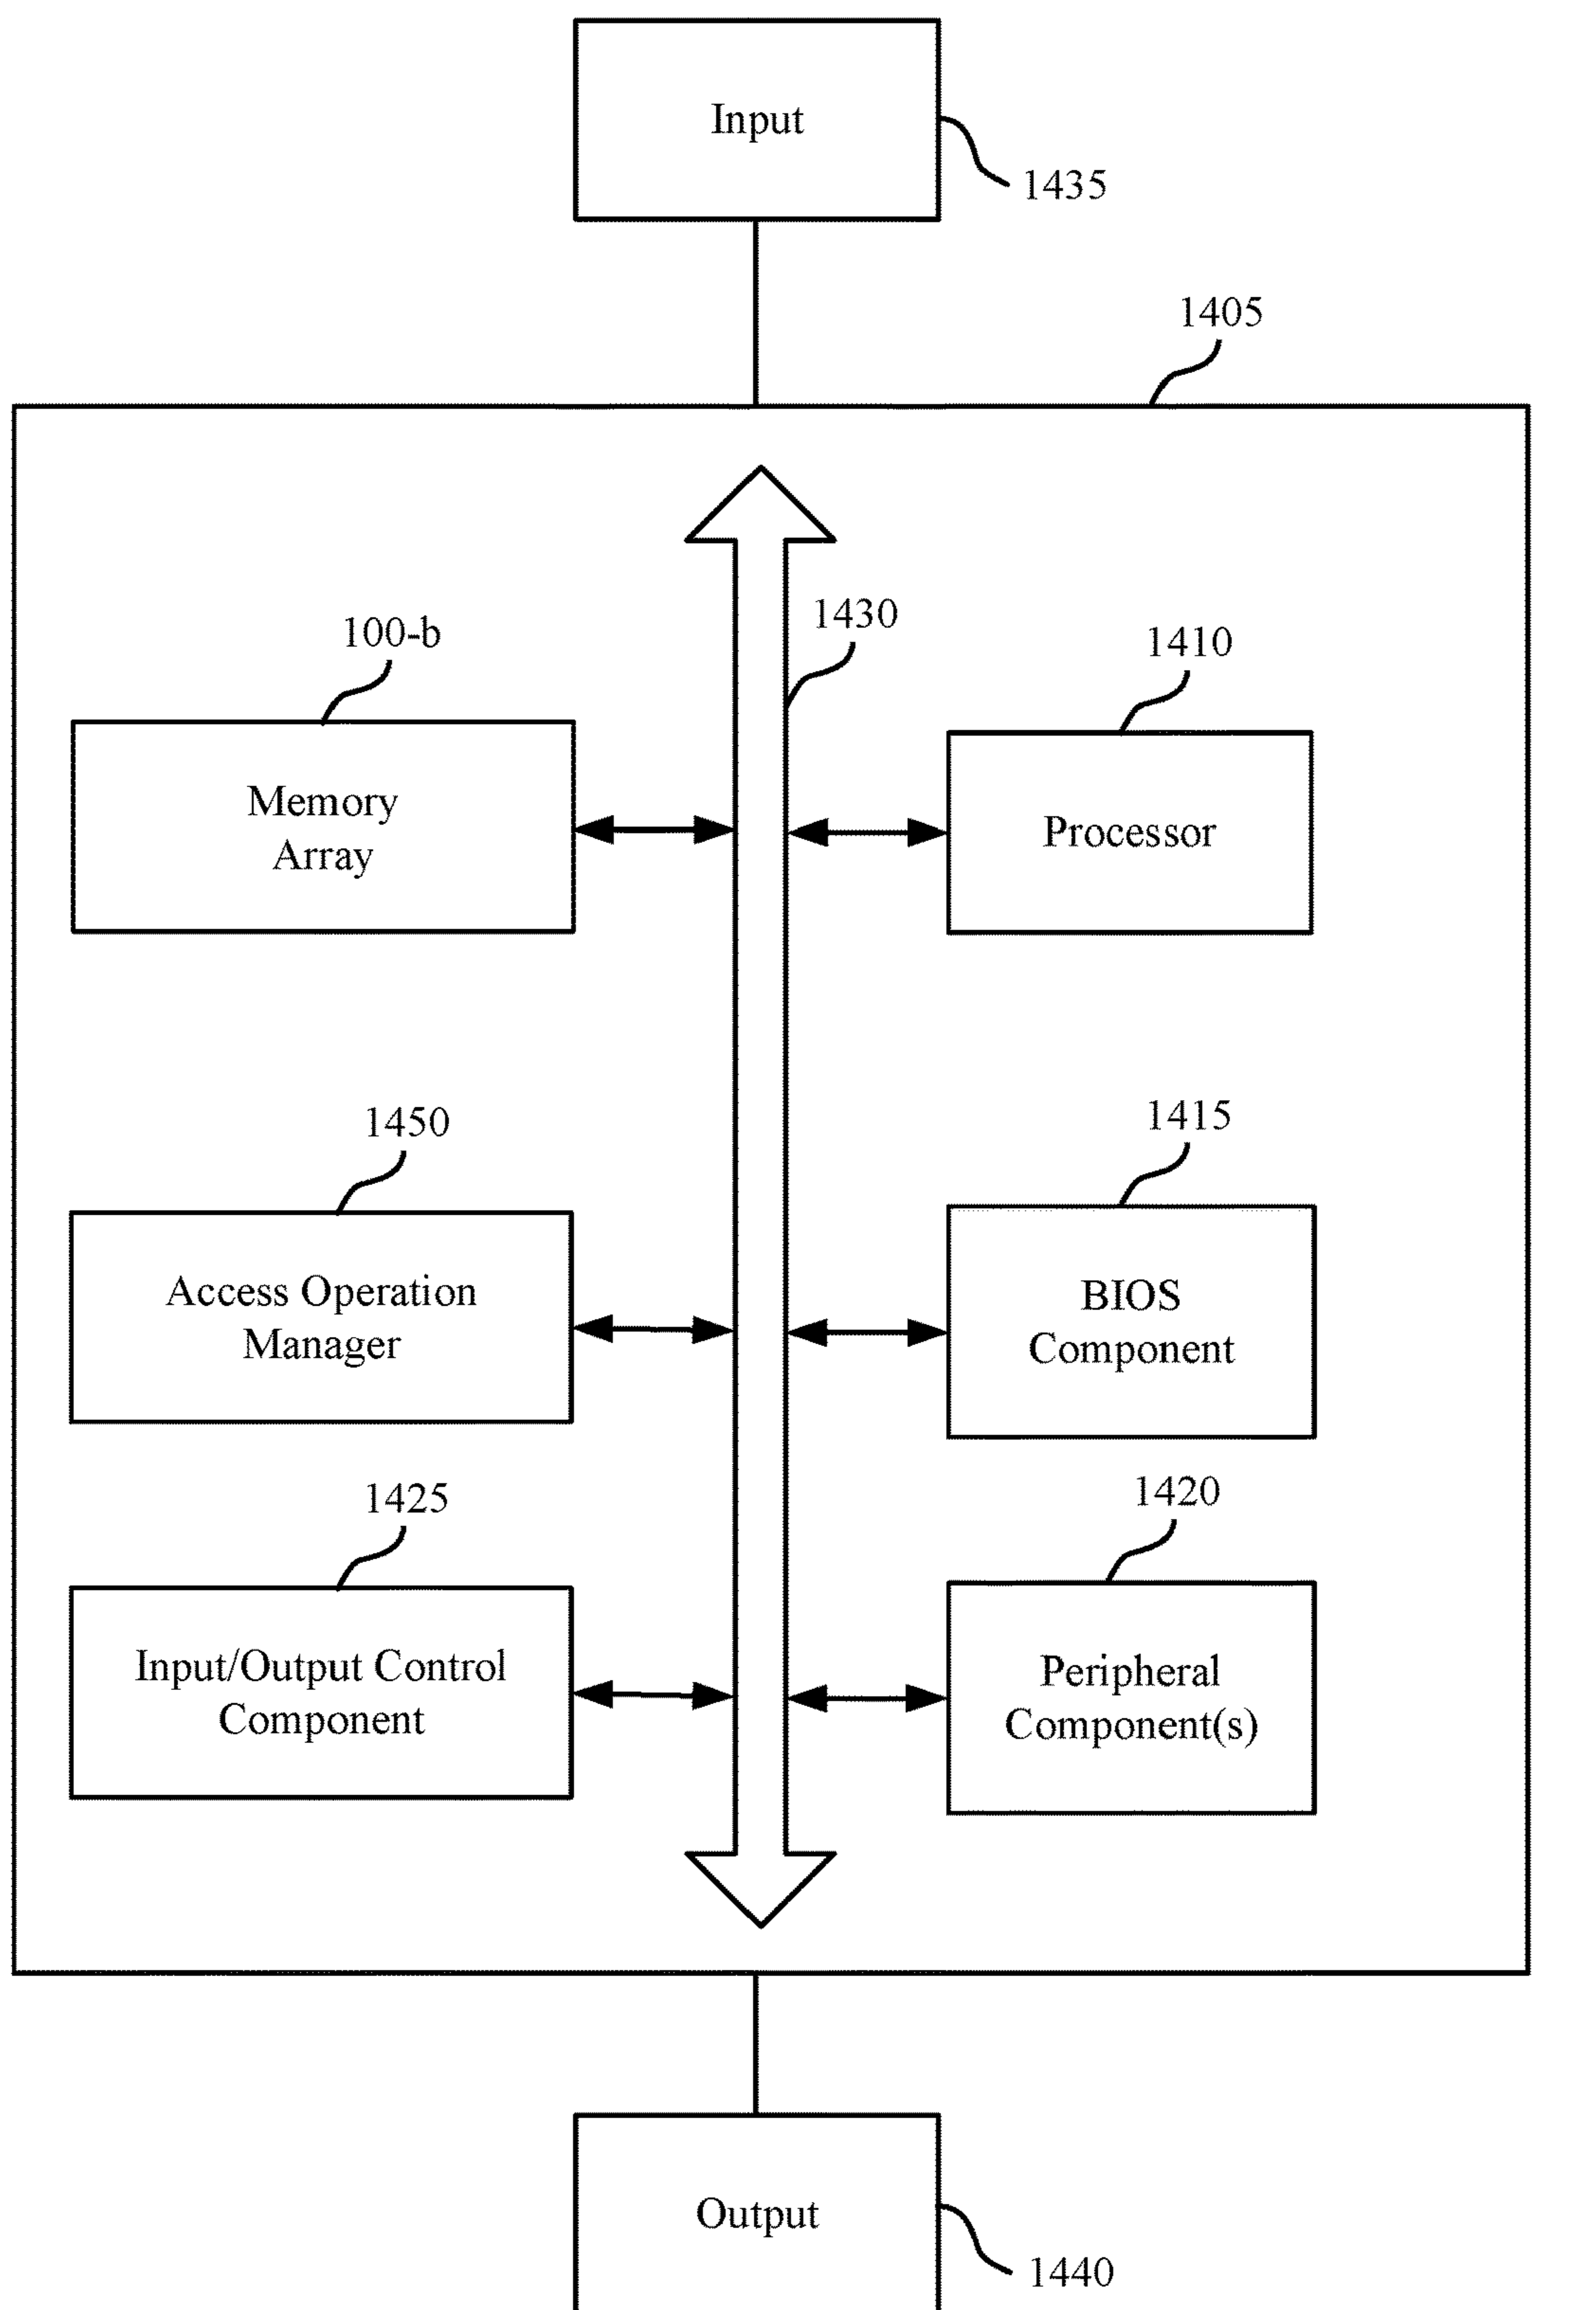 Input
1435
1405
1430
100-b
1410
Memory
Array
Processor
1450
1415
Access Operation
Manager
BIOS
Component
1425
1420
Input/Output Control
Component
Peripheral
Component(s)
Output
1440